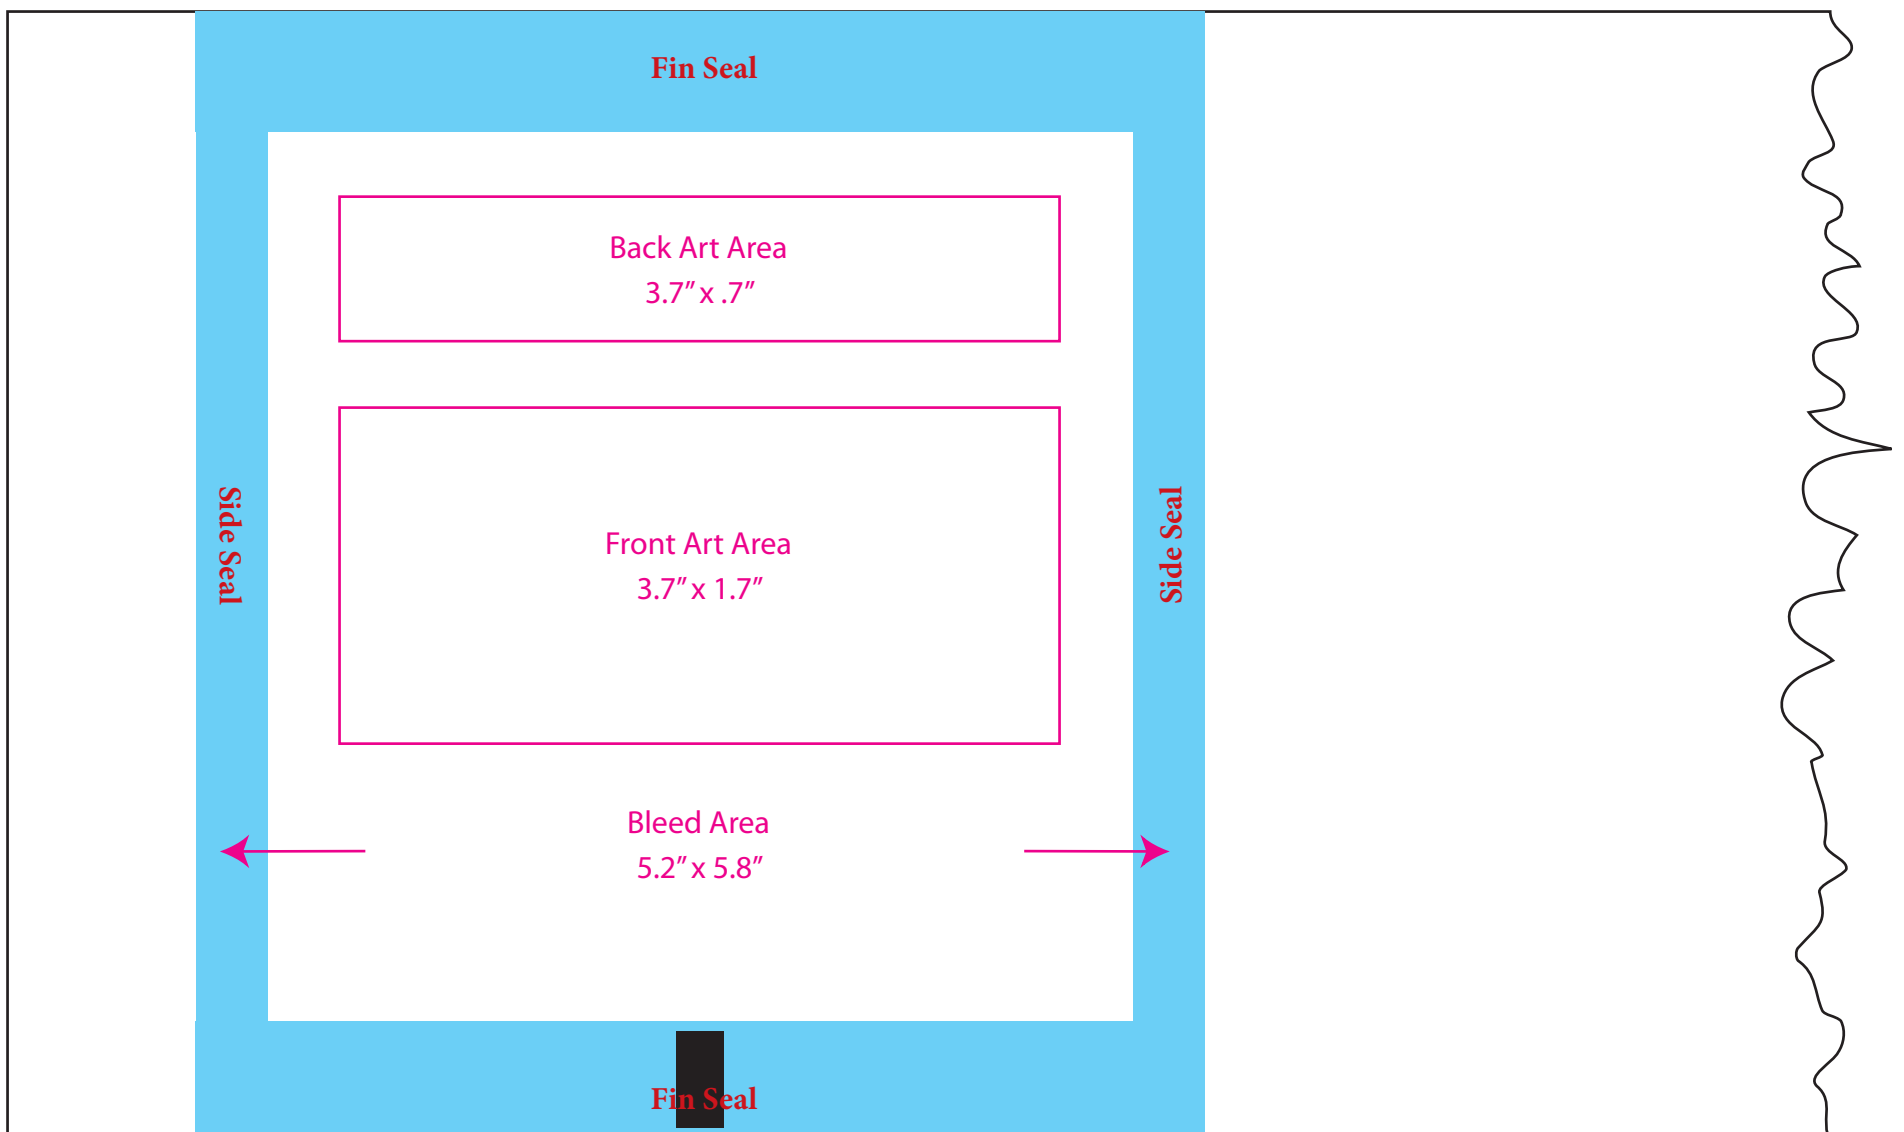 Fin Seal
Back Art Area
3.7” x .7”
Side Seal
Front Art Area
3.7” x 1.7”
Side Seal
Bleed Area
5.2” x 5.8”
Fin Seal